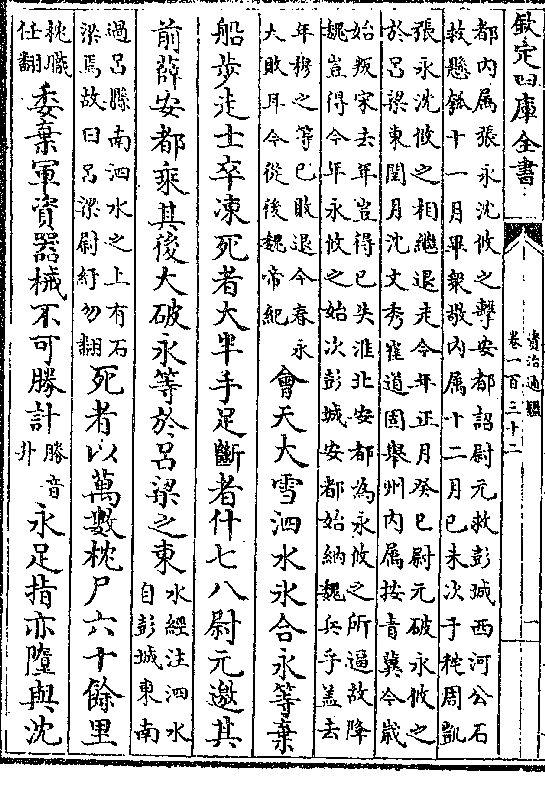 欽定四庫全書
資治通鑑
卷一百三十二
一
都內属張永沈攸之擊安都詔尉元救彭城西河公石
救懸瓠十一月畢衆敬內属十二月已未次于秺周凱
張永沈攸之相繼退走今年正月癸巳尉元破永攸之
於呂梁東閏月沈文秀崔道固舉州內属按青冀今歲
始叛宋去年豈得已失淮北安都為永攸之所逼故降
魏豈得今年永攸之始次彭城安都始納魏兵乎盖去
年穆之等已敗退今春永
大敗耳今從後魏帝紀
會天大雪泗水氷合永等棄
船步走士卒凍死者大半手足斷者什七八尉元邀其
前薛安都乘其後大破永等於呂梁之東
水經注泗水
自彭城東南
過呂縣南泗水之上有石
梁焉故曰呂梁尉紆勿翻
死者以萬數枕尸六十餘里
枕職
任翻
委棄軍資器械不可勝計
勝音
升
永足指亦墮與沈